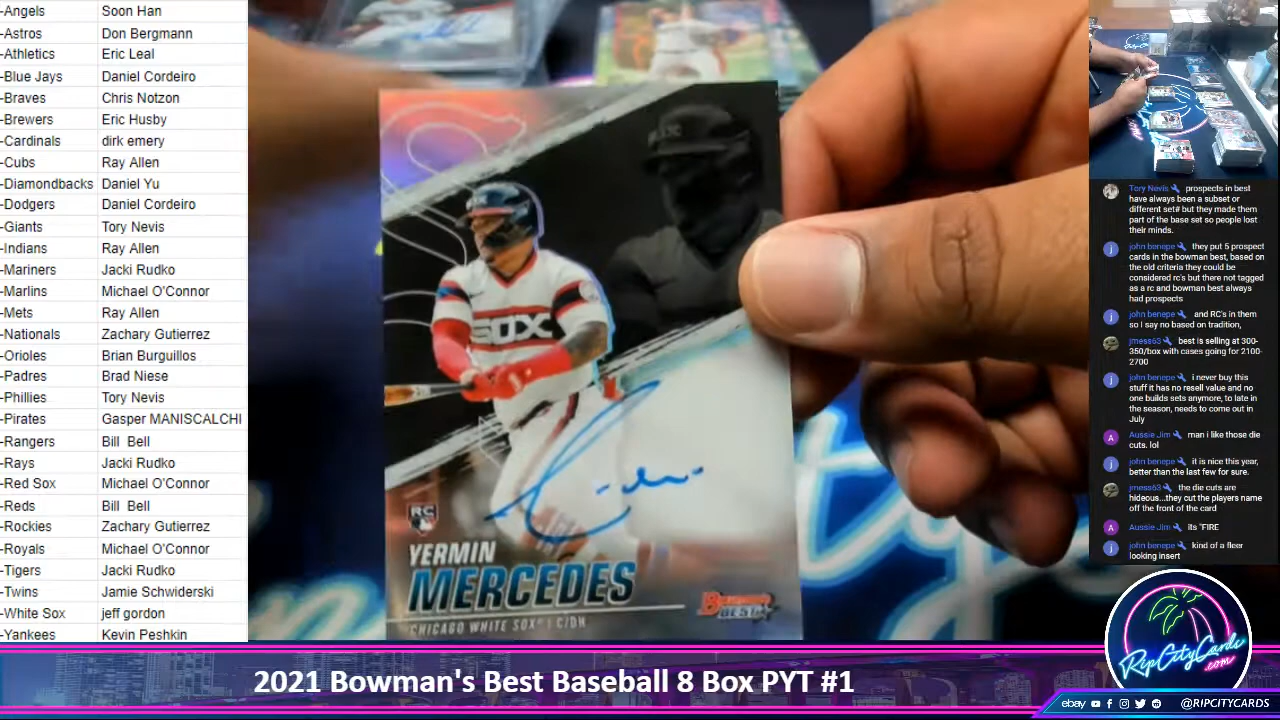 -Angels Soon Han
-Astros Don Bergmann
-Athletics Eric Leal
-Blue Jays Daniel Cordeiro
-Braves Chris Notzon
-Brewers Eric Husby
-Cardinals dirk emery
-Cubs Ray Allen
-Diamondbacks Daniel Yu
-Dodgers Daniel Cordeiro
-Giants Tory Nevis
-Indians Ray Allen
-Mariners Jacki Rudko
-Marlins Michael O'Connor
-Mets Ray Allen
-Nationals Zachary Gutierrez
-Orioles Brian Burguillos
-Padres Brad Niese
-Phillies Tory Nevis
-Pirates Gasper MANISCALCHI
-Rangers Bill Bell
-Rays Jacki Rudko
-Red Sox Michael O'Connor
-Reds Bill Bell
-Rockies Zachary Gutierrez
-Royals Michael O'Connor
-Tigers Jacki Rudko
-Twins Jamie Schwiderski
-White Sox jeff gordon
-Yankees Kevin Peshkin
SOX
RC
YERMIN
MERCEDES
CHICAGO WHITE SOX® | C/DH
BOWMAN'S
BEST
Tory Nevis prospects in best
have always been a subset or
different set# but they made them
part of the base set so people lost
their minds.
john benepe they put 5 prospect
cards in the bowman best, based on
the old criteria they could be
considered rc's but there not tagged
as a rc and bowman best always
had prospects
john benepe and RC's in them
so I say no based on tradition,
jmess63 best is selling at 300-
350/box with cases going for 2100-
2700
john benepe i never buy this
stuff it has no resell value and no
one builds sets anymore, to late in
the season, needs to come out in
July
Aussie Jim man i like those die
cuts. lol
john benepe it is nice this year,
better than the last few for sure.
jmess63 the die cuts are
hideous...they cut the players name
off the front of the card
Aussie Jim its "FIRE
john benepe kind of a fleer
looking insert
RipCityCards
.com
2021 Bowman's Best Baseball 8 Box PYT #1
ebay @RIPCITYCARDS